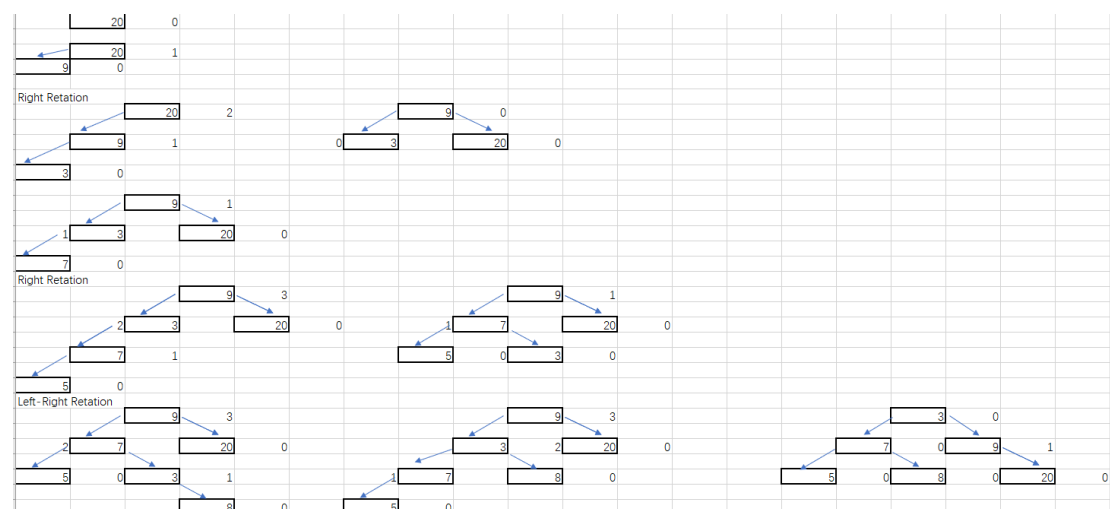 20 0
20 1
9 0
Right Retation
20 2 9 0
9 1 0 3 20 0
3 0
9 1
1 3 20 0
7 0
Right Retation
9 3 9 1
2 3 20 0 1 7 20 0
7 1 5 0 3 0
5 0
Left-Right Retation
9 3 9 3 3 0
2 7 20 0 3 2 20 0 7 0 9 1
5 0 3 1 1 7 8 0 5 0 8 0 20 0
8 0 5 0